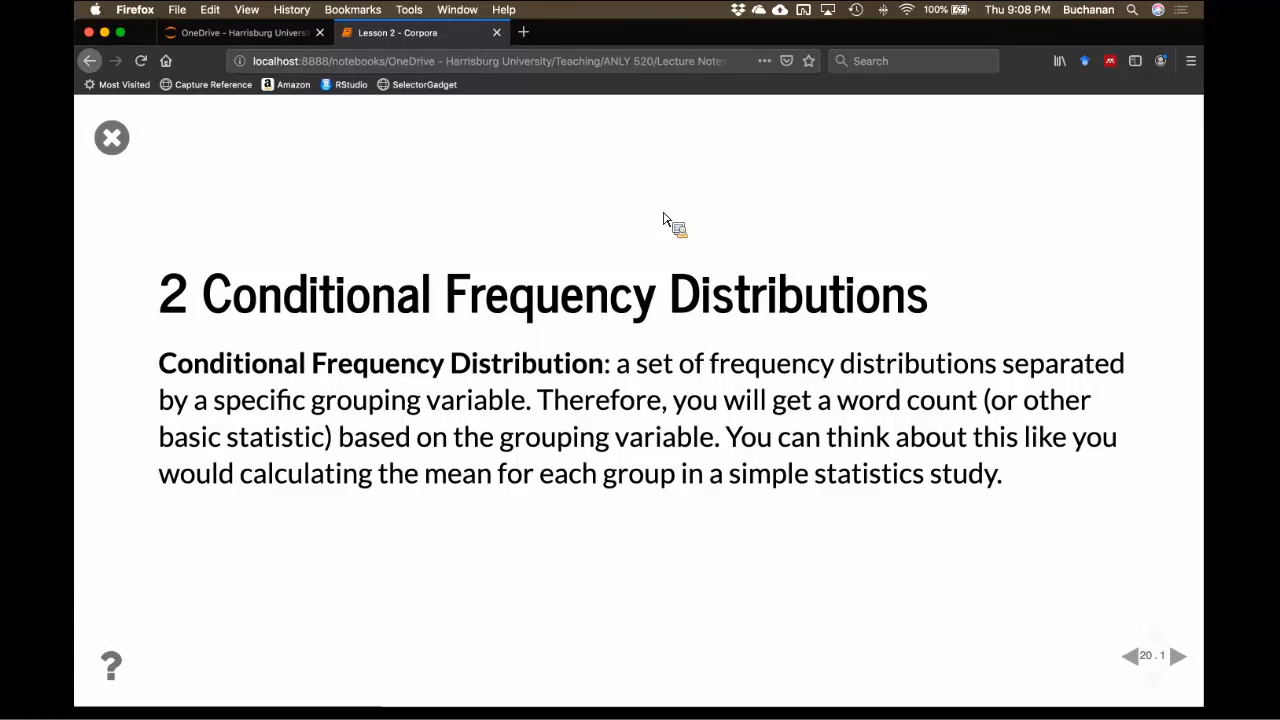 Firefox File Edit View History Bookmarks Tools Window Help 100% Thu 9:08 PM Buchanan
OneDrive - Harrisburg Universi Lesson 2 - Corpora
localhost:8888/notebooks/OneDrive - Harrisburg University/Teaching/ANLY 520/Lecture Notes Search
Most Visited Capture Reference Amazon RStudio SelectorGadget
2 Conditional Frequency Distributions
Conditional Frequency Distribution: a set of frequency distributions separated
by a specific grouping variable. Therefore, you will get a word count (or other
basic statistic) based on the grouping variable. You can think about this like you
would calculating the mean for each group in a simple statistics study.
?
20 . 1